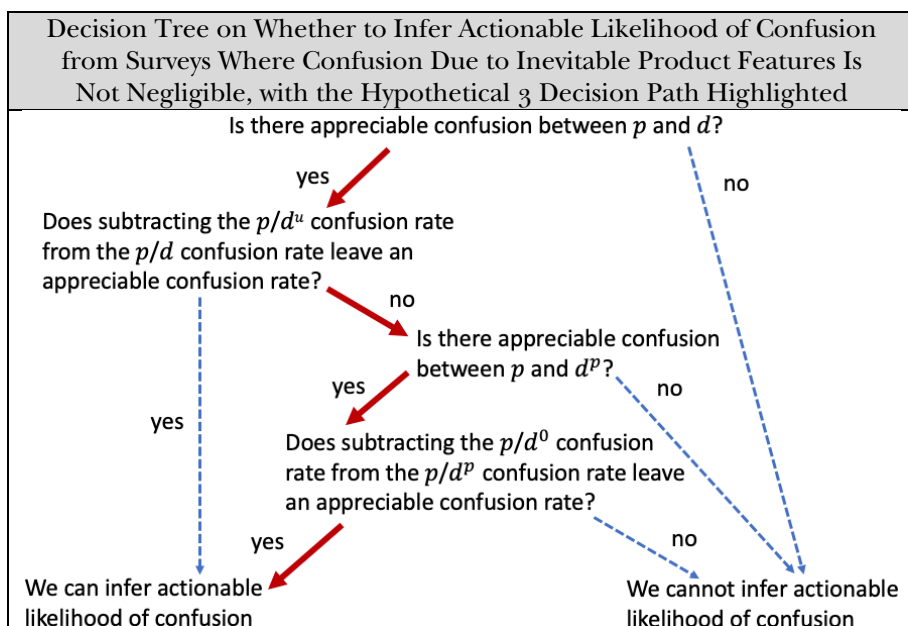 Decision Tree on Whether to Infer Actionable Likelihood of Confusion
from Surveys Where Confusion Due to Inevitable Product Features Is
Not Negligible, with the Hypothetical 3 Decision Path Highlighted
Is there appreciable confusion between p and d?
yes
no
Does subtracting the p/dᵘ confusion rate
from the p/d confusion rate leave an
appreciable confusion rate?
no
Is there appreciable confusion
between p and dᵖ?
yes
no
yes
Does subtracting the p/d⁰ confusion
rate from the p/dᵖ confusion rate leave
an appreciable confusion rate?
yes
no
We can infer actionable
likelihood of confusion
We cannot infer actionable
likelihood of confusion